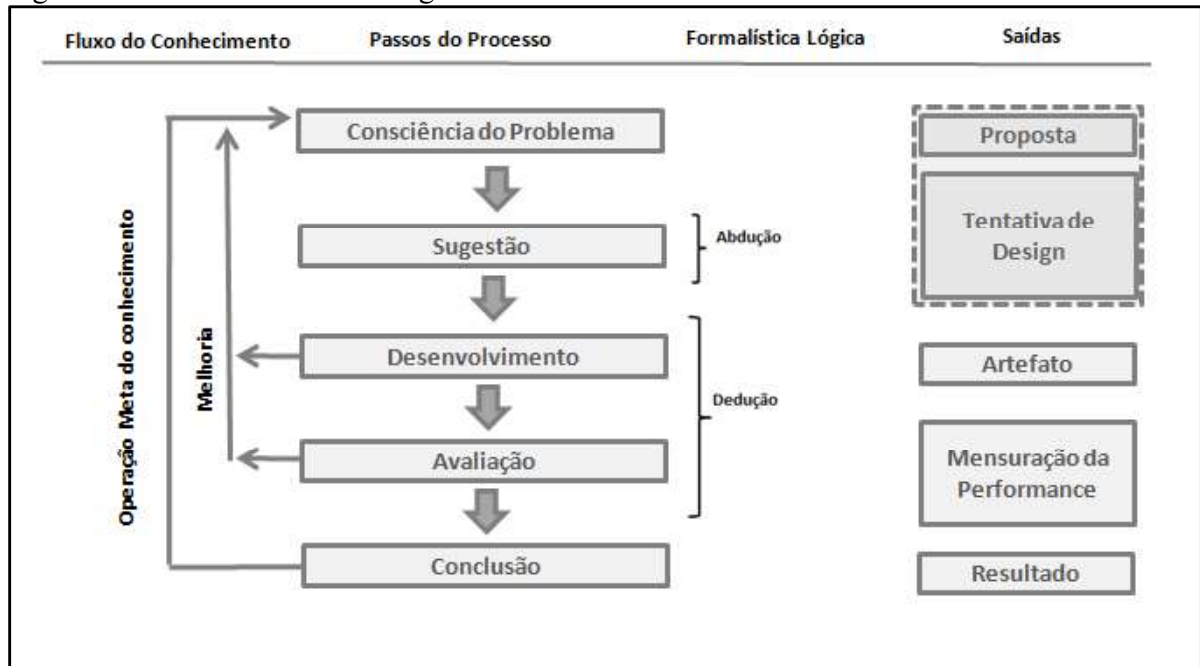 Fluxo do Conhecimento
Passos do Processo
Formalística Lógica
Saídas
Consciência do Problema
Proposta
Sugestão
Abdução
Tentativa de
Design
Desenvolvimento
Artefato
Dedução
Avaliação
Mensuração da
Performance
Conclusão
Resultado
Melhoria
Operação Meta do conhecimento